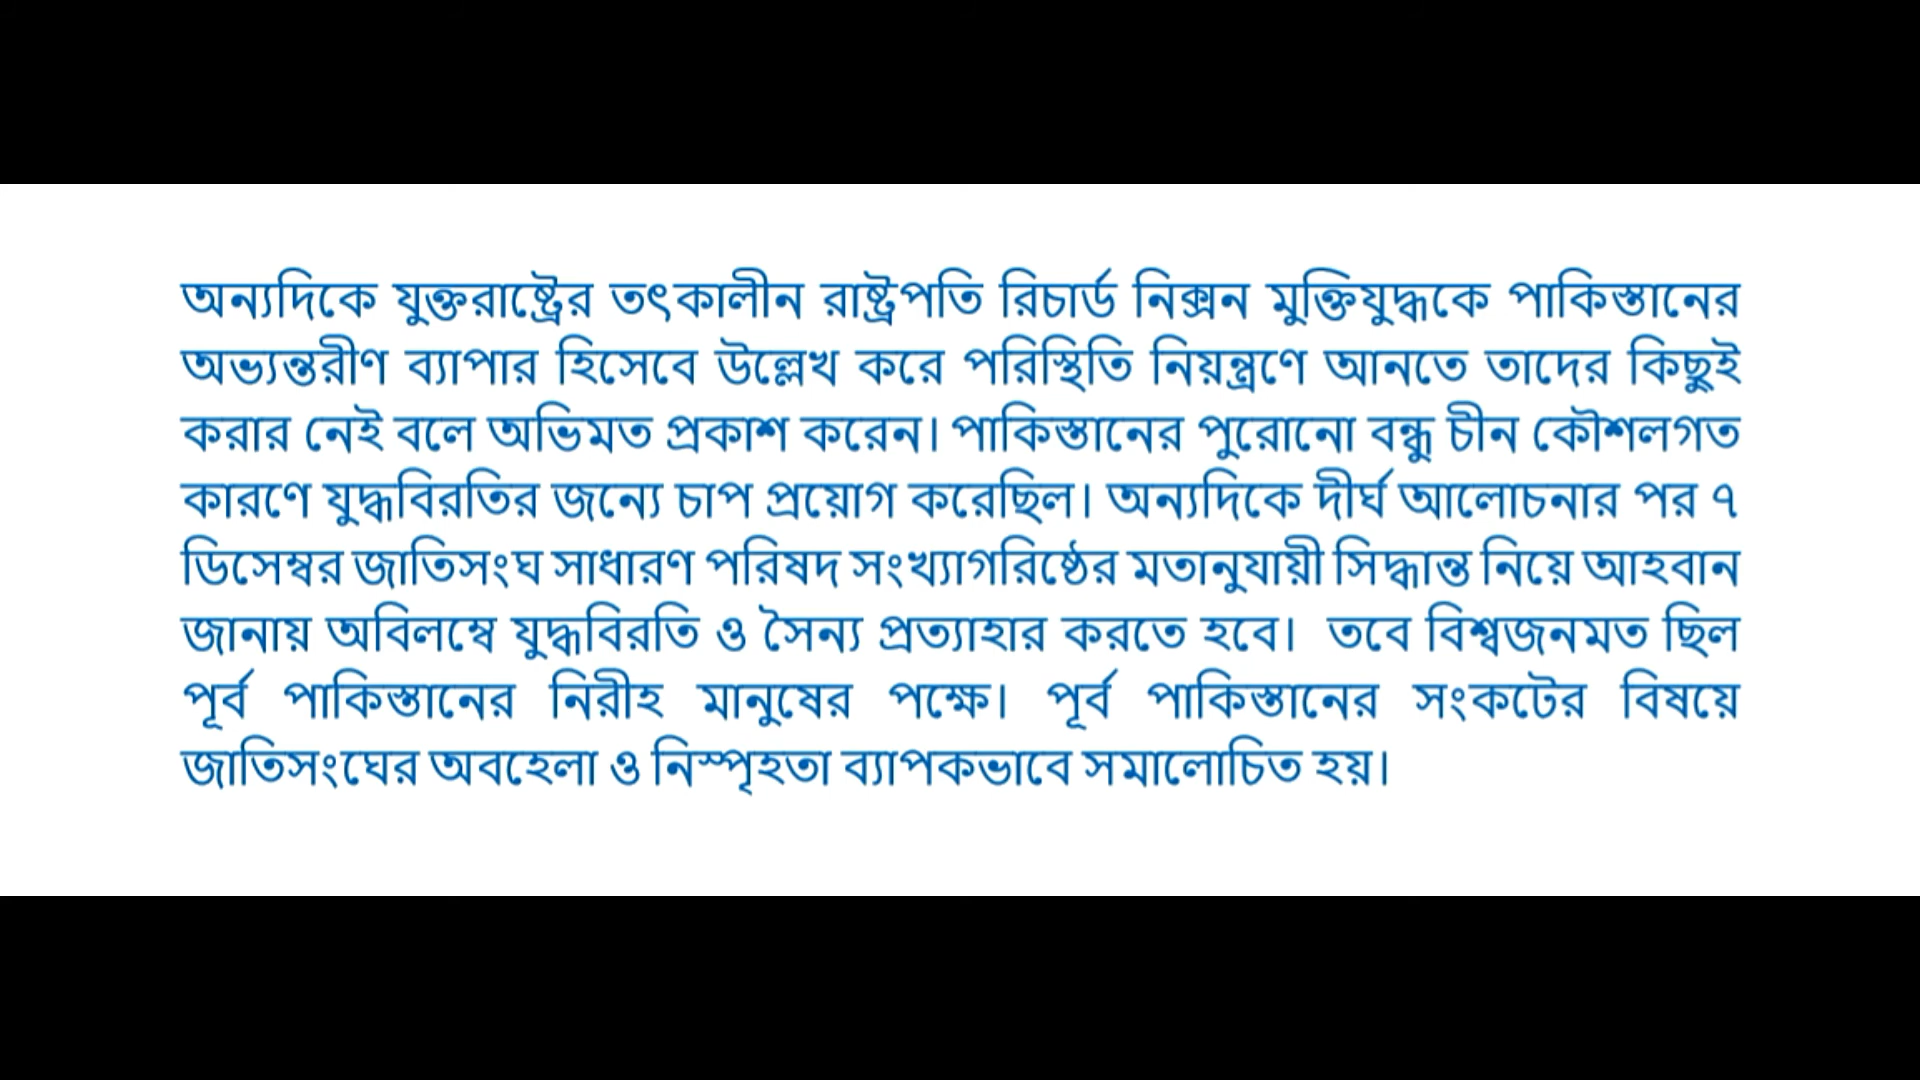 অন্যদিকে যুক্তরাষ্ট্রের তৎকালীন রাষ্ট্রপতি রিচার্ড নিক্সন মুক্তিযুদ্ধকে পাকিস্তানের
অভ্যন্তরীণ ব্যাপার হিসেবে উল্লেখ করে পরিস্থিতি নিয়ন্ত্রণে আনতে তাদের কিছুই
করার নেই বলে অভিমত প্রকাশ করেন। পাকিস্তানের পুরোনো বন্ধু চীন কৌশলগত
কারণে যুদ্ধবিরতির জন্যে চাপ প্রয়োগ করেছিল। অন্যদিকে দীর্ঘ আলোচনার পর ৭
ডিসেম্বর জাতিসংঘ সাধারণ পরিষদ সংখ্যাগরিষ্ঠের মতানুযায়ী সিদ্ধান্ত নিয়ে আহবান
জানায় অবিলম্বে যুদ্ধবিরতি ও সৈন্য প্রত্যাহার করতে হবে। তবে বিশ্বজনমত ছিল
পূর্ব পাকিস্তানের নিরীহ মানুষের পক্ষে। পূর্ব পাকিস্তানের সংকটের বিষয়ে
জাতিসংঘের অবহেলা ও নিস্পৃহতা ব্যাপকভাবে সমালোচিত হয়।